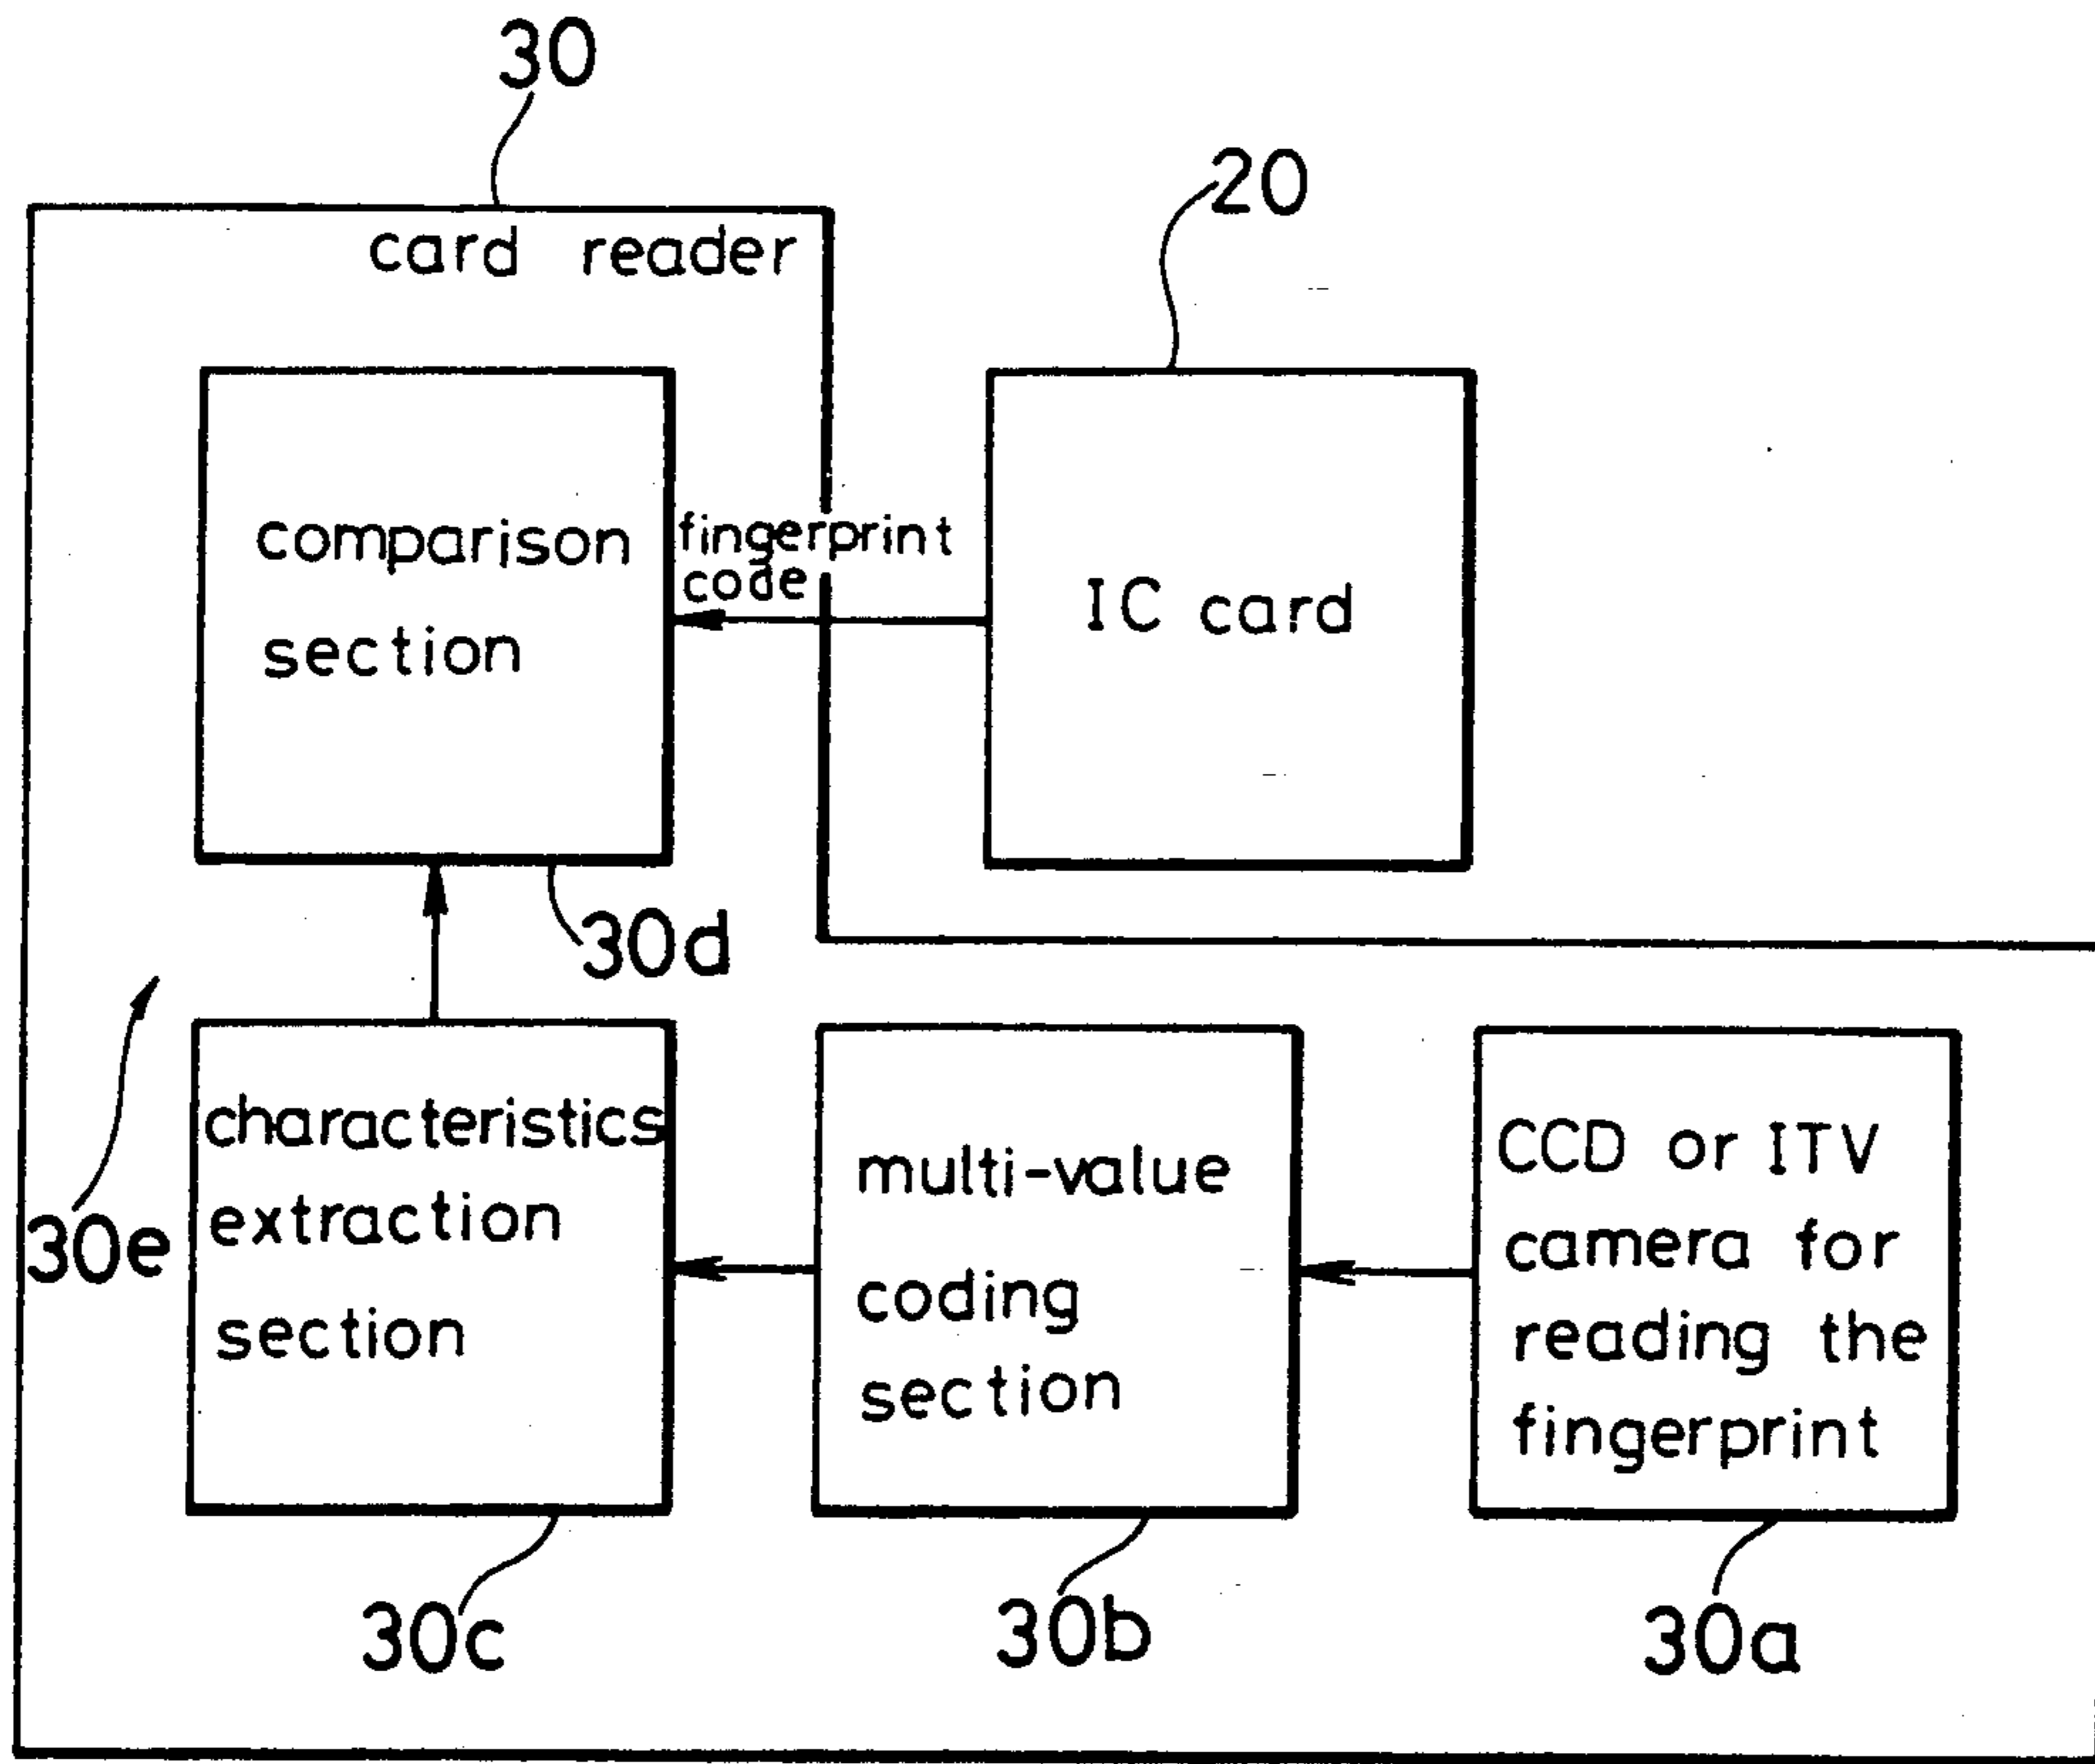 30
20
card reader
comparison
section
fingerprint
code
IC card
30d
30e
characteristics
extraction
section
multi-value
coding
section
CCD or ITV
camera for
reading the
fingerprint
30c
30b
30a